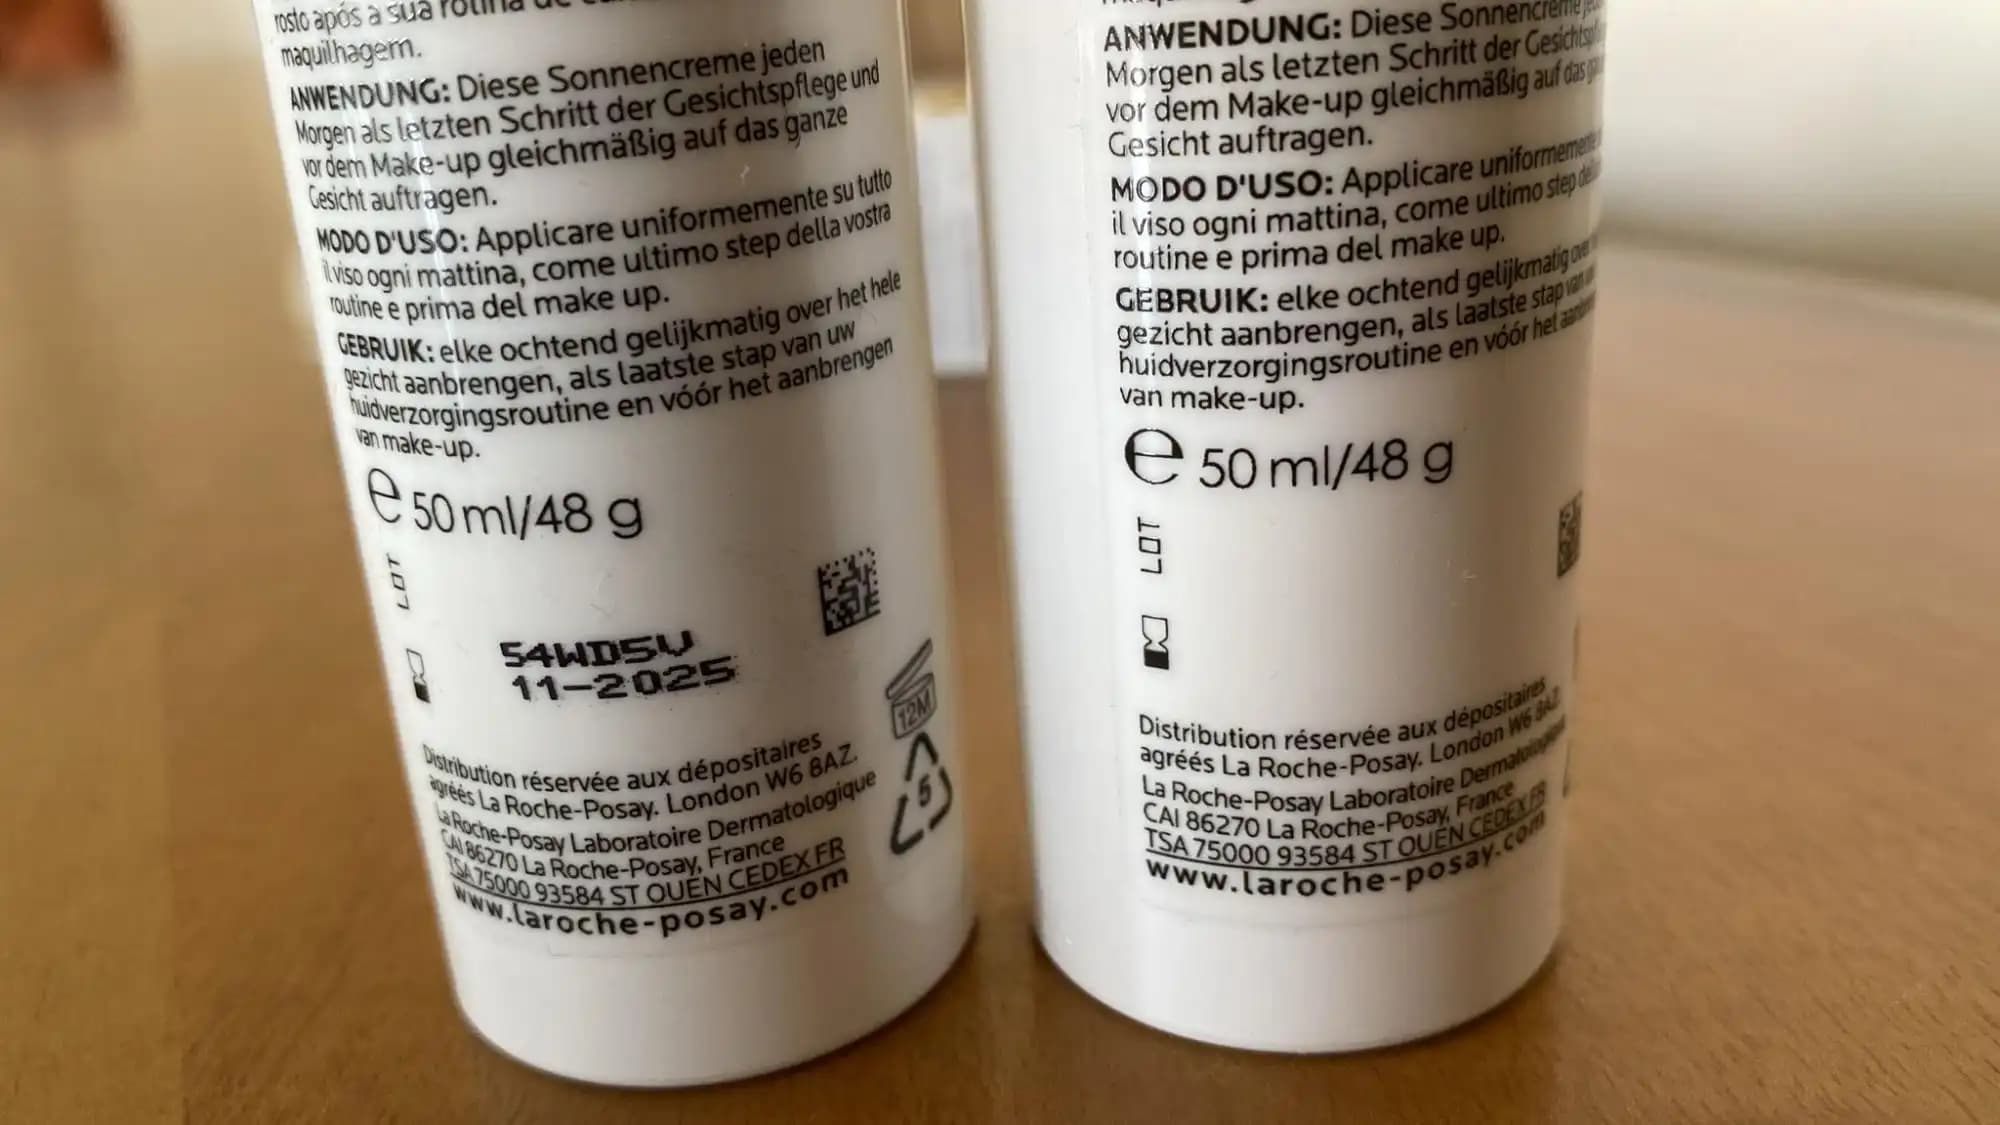 rosto após a sua rotina de
maquilhagem.
ANWENDUNG: Diese Sonnencreme jeden
Morgen als letzten Schritt der Gesichtspflege und
vor dem Make-up gleichmäßig auf das ganze
Gesicht auftragen.
MODO D'USO: Applicare uniformemente su tutto
il viso ogni mattina, come ultimo step della vostra
routine e prima del make up.
GEBRUIK: elke ochtend gelijkmatig over het hele
gezicht aanbrengen, als laatste stap van uw
huidverzorgingsroutine en vóór het aanbrengen
van make-up.
℮ 50 ml/48 g
LOT
54WD5V
11-2025
12M
5
Distribution réservée aux dépositaires
agréés La Roche-Posay. London W6 8AZ.
La Roche-Posay Laboratoire Dermatologique
CAI 86270 La Roche-Posay, France
TSA 75000 93584 ST OUEN CEDEX FR
www.laroche-posay.com
ANWENDUNG: Diese Sonnencreme
Morgen als letzten Schritt der
vor dem Make-up gleichmäßig auf das
Gesicht auftragen.
MODO D'USO: Applicare uniformemente
il viso ogni mattina, come ultimo step
routine e prima del make up.
GEBRUIK: elke ochtend gelijkmatig
gezicht aanbrengen, als laatste stap van
huidverzorgingsroutine en vóór het
van make-up.
℮ 50 ml/48 g
LOT
Distribution réservée aux dépositaires
agréés La Roche-Posay. London W6 8AZ.
La Roche-Posay Laboratoire Dermatologique
CAI 86270 La Roche-Posay, France
TSA 75000 93584 ST OUEN CEDEX FR
www.laroche-posay.com